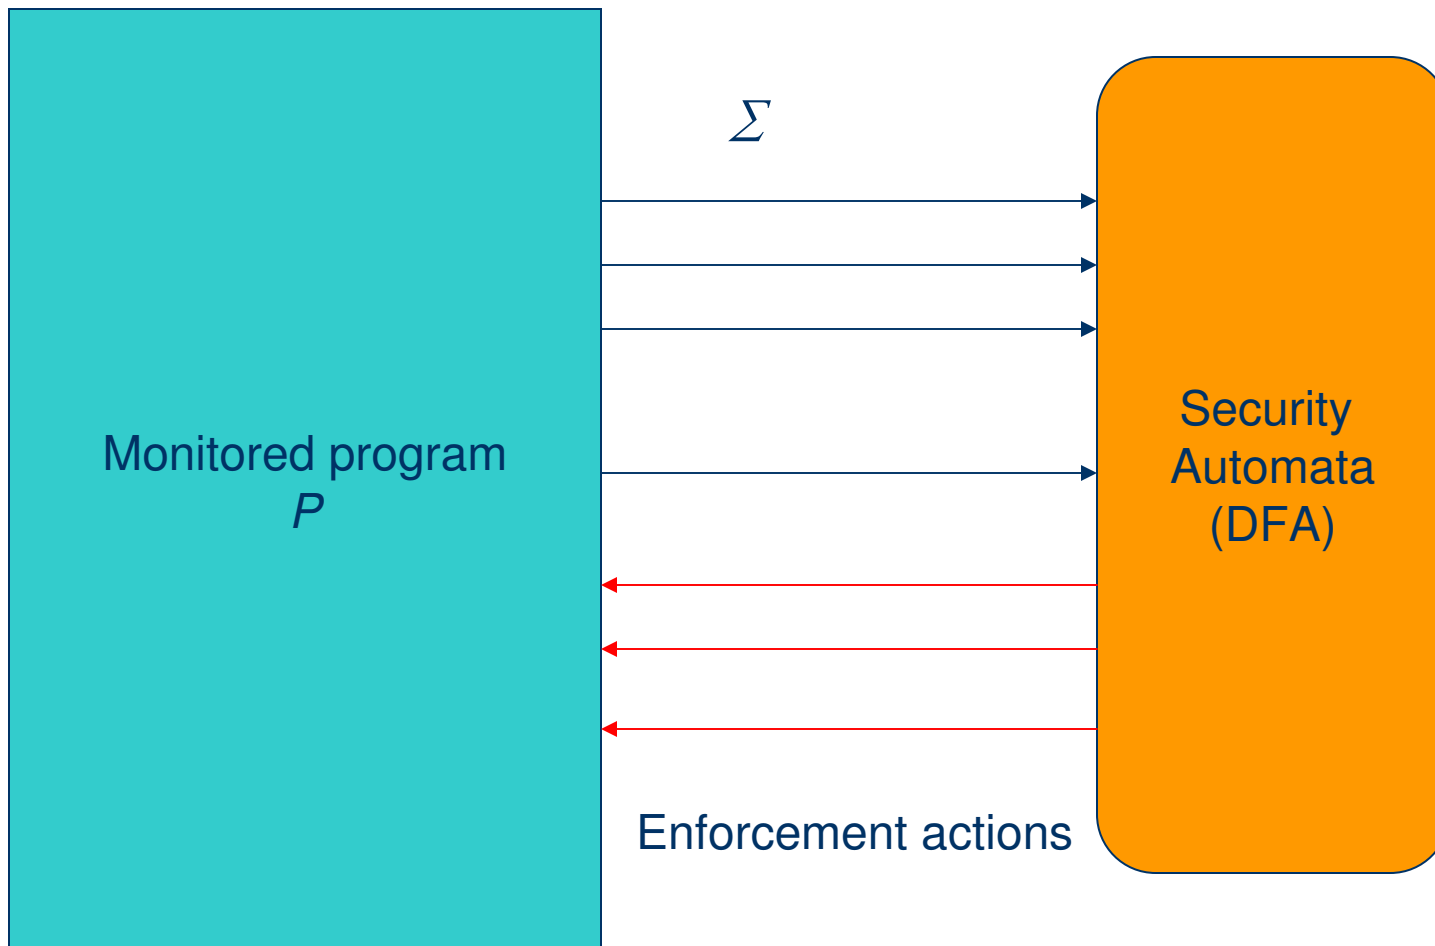 Σ
Monitored program
P
Security
Automata
(DFA)
Enforcement actions